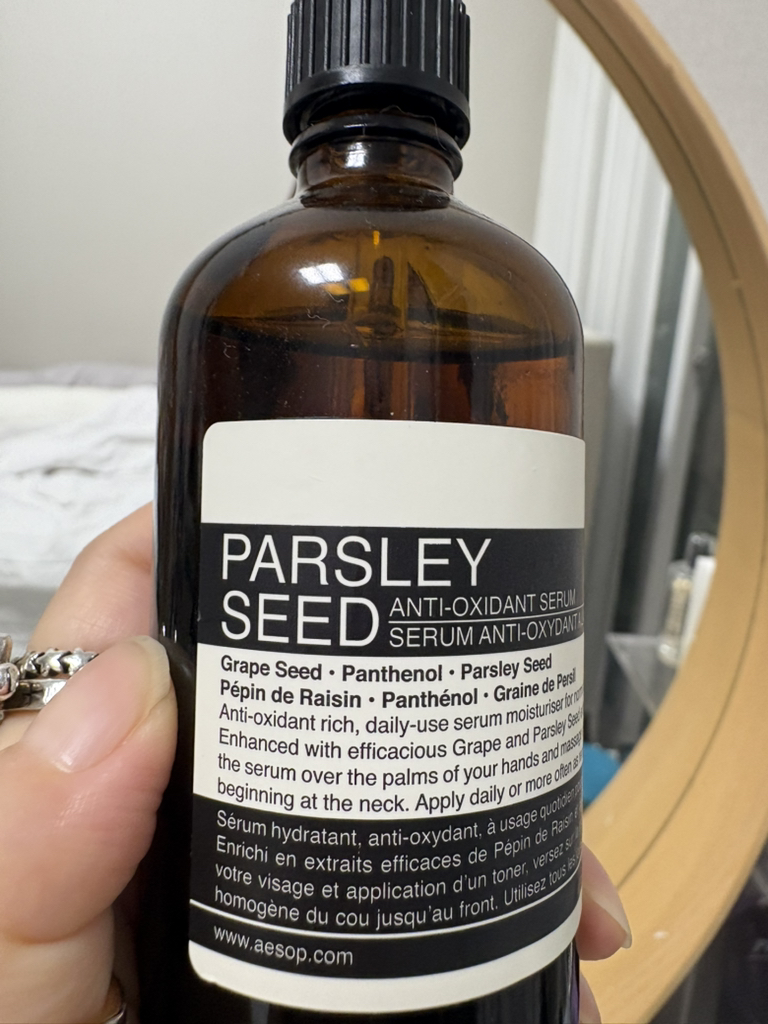 PARSLEY
SEED ANTI-OXIDANT SERUM
SERUM ANTI-OXYDANT
Grape Seed · Panthenol · Parsley Seed
Pépin de Raisin · Panthénol · Graine de Persil
Anti-oxidant rich, daily-use serum moisturiser for
Enhanced with efficacious Grape and Parsley Seed
the serum over the palms of your hands and massage
beginning at the neck. Apply daily or more often as
Sérum hydratant, anti-oxydant, à usage quotidien
Enrichi en extraits efficaces de Pépin de Raisin
votre visage et application d'un toner, versez
homogène du cou jusqu'au front. Utilisez tous
www.aesop.com